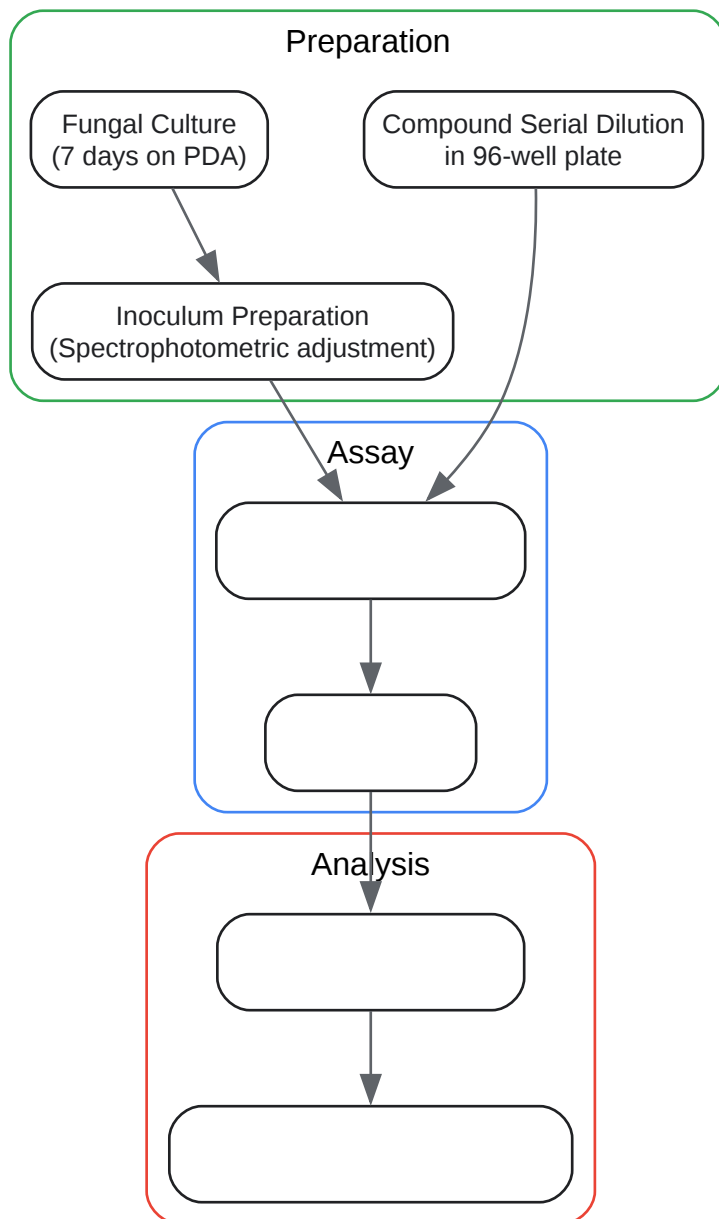 Preparation
Fungal Culture
(7 days on PDA)
Compound Serial Dilution
in 96-well plate
Inoculum Preparation
(Spectrophotometric adjustment)
Assay
Analysis